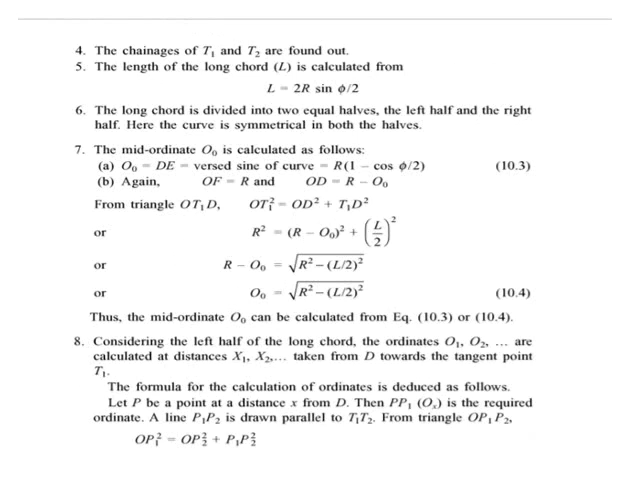 4. The chainages of T₁ and T₂ are found out.
5. The length of the long chord (L) is calculated from
L = 2R sin ϕ/2
6. The long chord is divided into two equal halves, the left half and the right
half. Here the curve is symmetrical in both the halves.
7. The mid-ordinate O₀ is calculated as follows:
(a) O₀ = DE = versed sine of curve = R(1 − cos ϕ/2) (10.3)
(b) Again, OF = R and OD = R − O₀
From triangle OT₁D, OT₁² = OD² + T₁D²
or R² = (R − O₀)² + (L/2)²
or R − O₀ = √(R² − (L/2)²)
or O₀ = √(R² − (L/2)²) (10.4)
Thus, the mid-ordinate O₀ can be calculated from Eq. (10.3) or (10.4).
8. Considering the left half of the long chord, the ordinates O₁, O₂, ... are
calculated at distances X₁, X₂,... taken from D towards the tangent point
T₁.
The formula for the calculation of ordinates is deduced as follows.
Let P be a point at a distance x from D. Then PP₁ (Oₓ) is the required
ordinate. A line P₁P₂ is drawn parallel to T₁T₂. From triangle OP₁P₂,
OP₁² = OP₂² + P₁P₂²